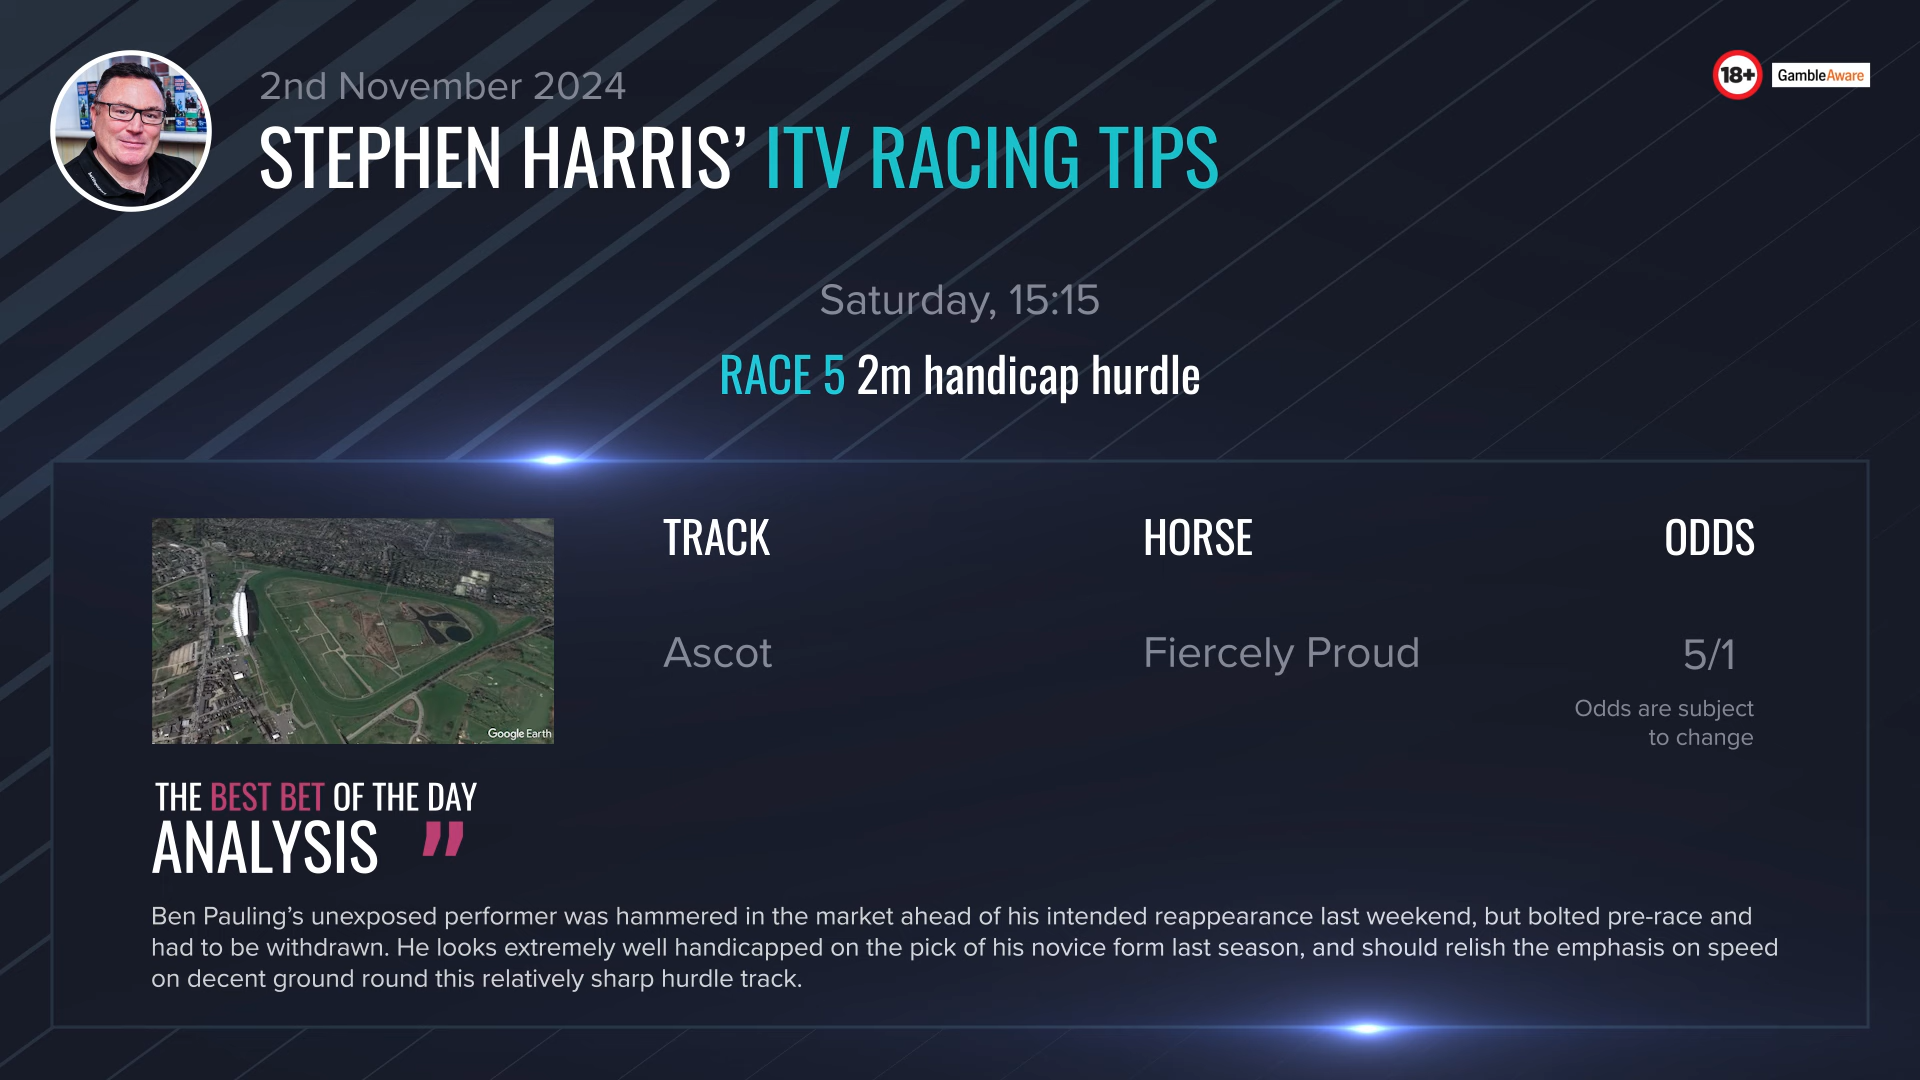 2nd November 2024
STEPHEN HARRIS’ ITV RACING TIPS
18+
GambleAware
Saturday, 15:15
RACE 5 2m handicap hurdle
TRACK
HORSE
ODDS
Ascot
Fiercely Proud
5/1
Odds are subject
to change
Google Earth
THE BEST BET OF THE DAY
ANALYSIS ”
Ben Pauling’s unexposed performer was hammered in the market ahead of his intended reappearance last weekend, but bolted pre-race and
had to be withdrawn. He looks extremely well handicapped on the pick of his novice form last season, and should relish the emphasis on speed
on decent ground round this relatively sharp hurdle track.